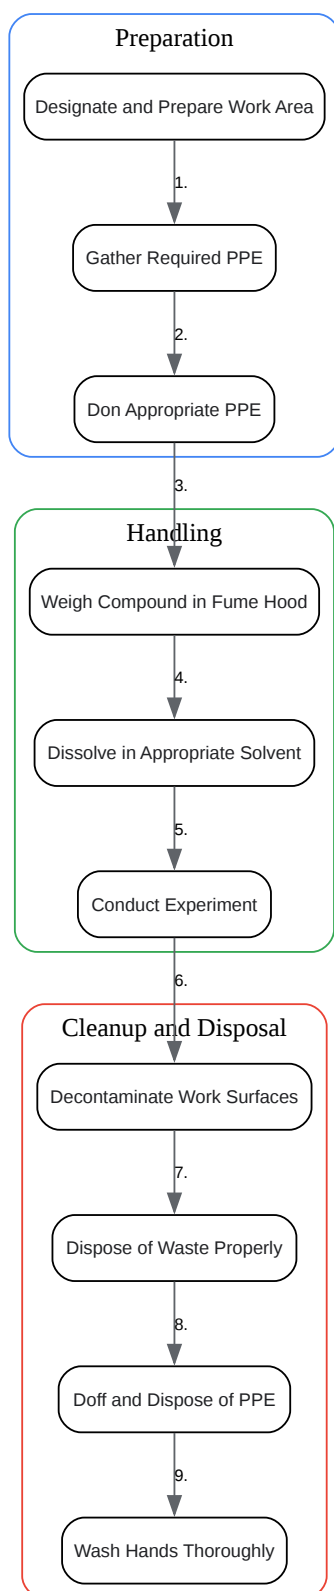 Preparation
Designate and Prepare Work Area
1.
Gather Required PPE
2.
Don Appropriate PPE
3.
Handling
Weigh Compound in Fume Hood
4.
Dissolve in Appropriate Solvent
5.
Conduct Experiment
6.
Cleanup and Disposal
Decontaminate Work Surfaces
7.
Dispose of Waste Properly
8.
Doff and Dispose of PPE
9.
Wash Hands Thoroughly